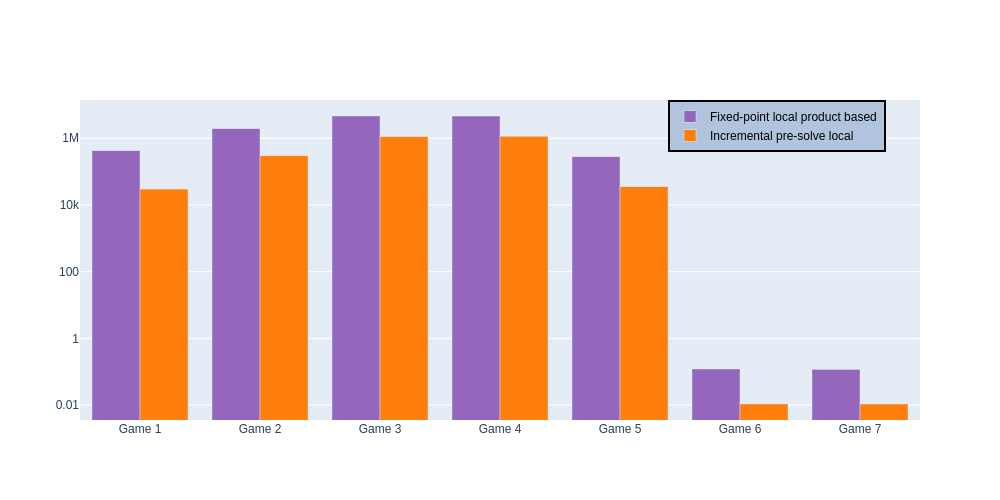 Fixed-point local product based
Incremental pre-solve local
1M
10k
100
1
0.01
Game 1
Game 2
Game 3
Game 4
Game 5
Game 6
Game 7